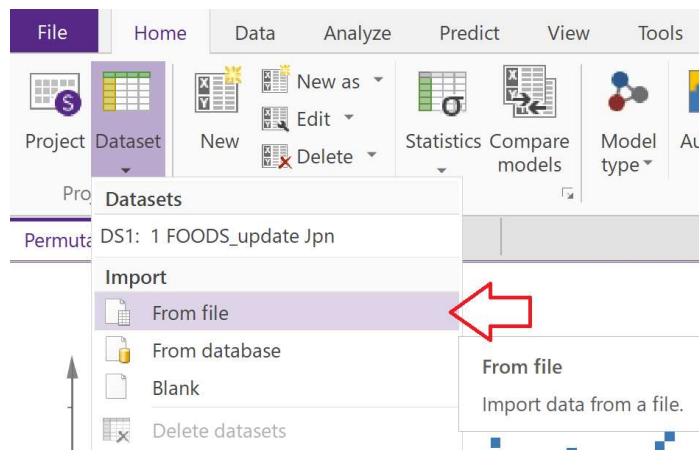 File Home Data Analyze Predict View Tools
New as
Edit
Delete
Project Dataset New Statistics Compare models Model type
Datasets
DS1: 1 FOODS_update Jpn
Permuta
Import
From file
From database
Blank
Delete datasets
From file
Import data from a file.